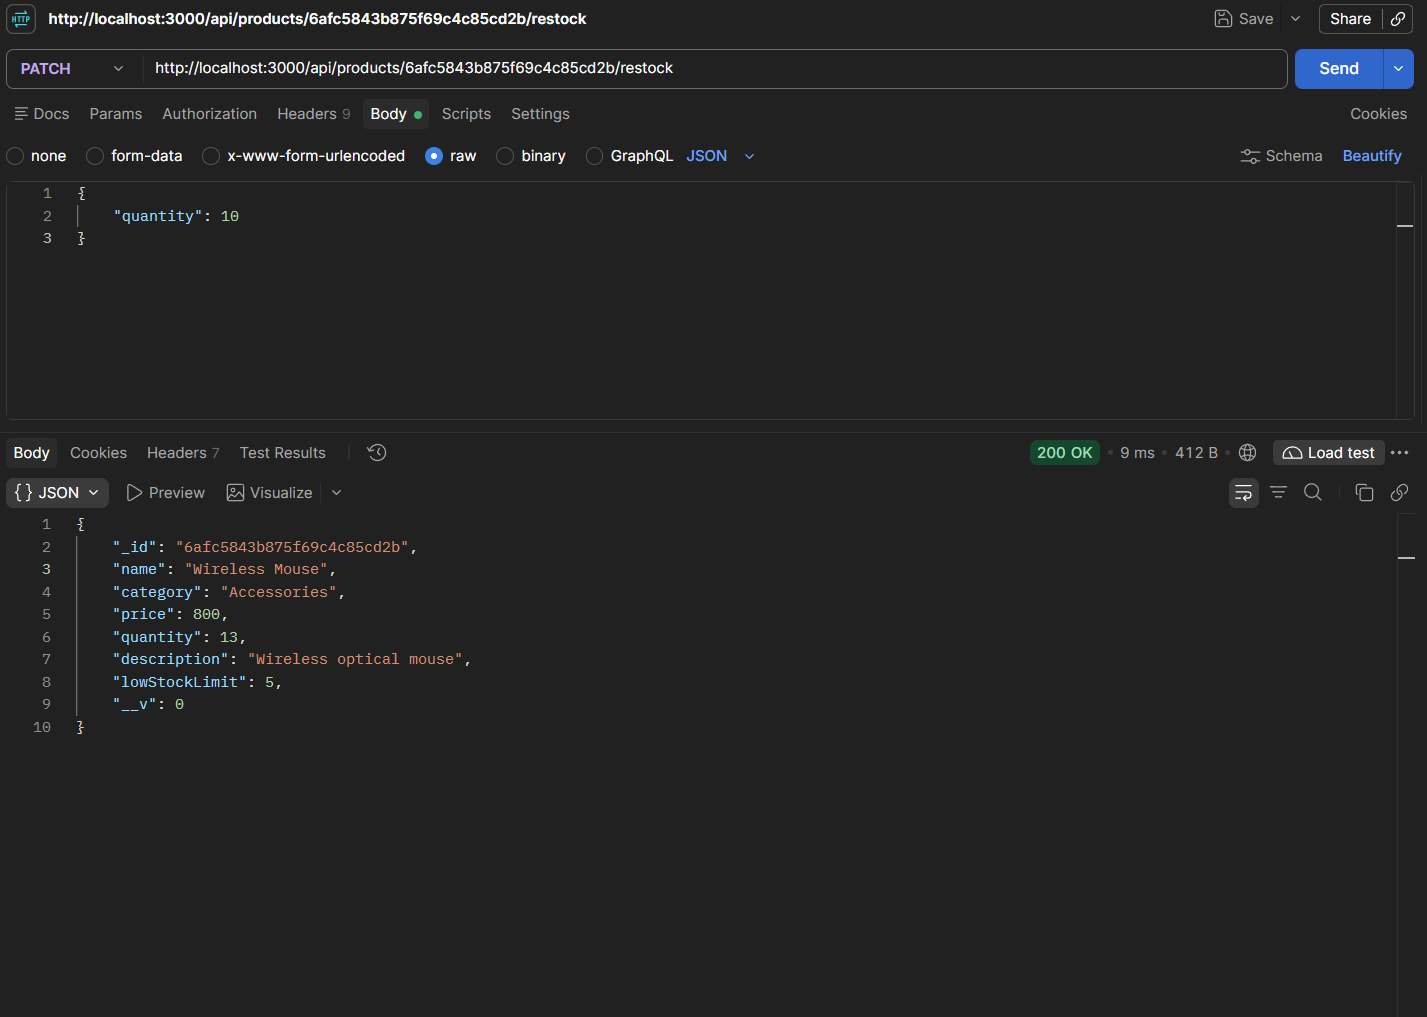 HTTP http://localhost:3000/api/products/6afc5843b875f69c4c85cd2b/restock Save Share
PATCH http://localhost:3000/api/products/6afc5843b875f69c4c85cd2b/restock Send
Docs Params Authorization Headers 9 Body Scripts Settings Cookies
none form-data x-www-form-urlencoded raw binary GraphQL JSON Schema Beautify
1 {
2 "quantity": 10
3 }
Body Cookies Headers 7 Test Results 200 OK 9 ms 412 B Load test
{} JSON Preview Visualize
1 {
2 "_id": "6afc5843b875f69c4c85cd2b",
3 "name": "Wireless Mouse",
4 "category": "Accessories",
5 "price": 800,
6 "quantity": 13,
7 "description": "Wireless optical mouse",
8 "lowStockLimit": 5,
9 "__v": 0
10 }